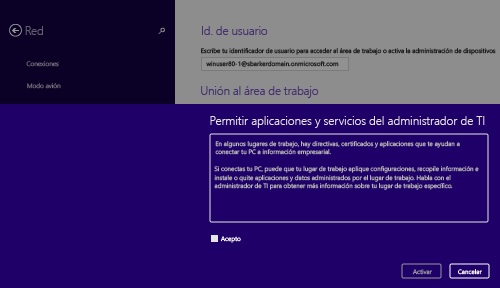 Red
Id. de usuario
Escribe tu identificador de usuario para acceder el área de trabajo o activa la administración de dispositivos
winuser80-1@sbarkerdomain.onmicrosoft.com
Conexiones
Modo avión
Unión al área de trabajo
Permitir aplicaciones y servicios del administrador de TI
En algunos lugares de trabajo, hay directivas, certificados y aplicaciones que te ayudan a
conectar tu PC a información empresarial.
Si conectas tu PC, puede que tu lugar de trabajo aplique configuraciones, recopile información e
instale o quite aplicaciones y datos administrados por el lugar de trabajo. Habla con el
administrador de TI para obtener más información sobre tu lugar de trabajo específico.
Acepto
Activar
Cancelar